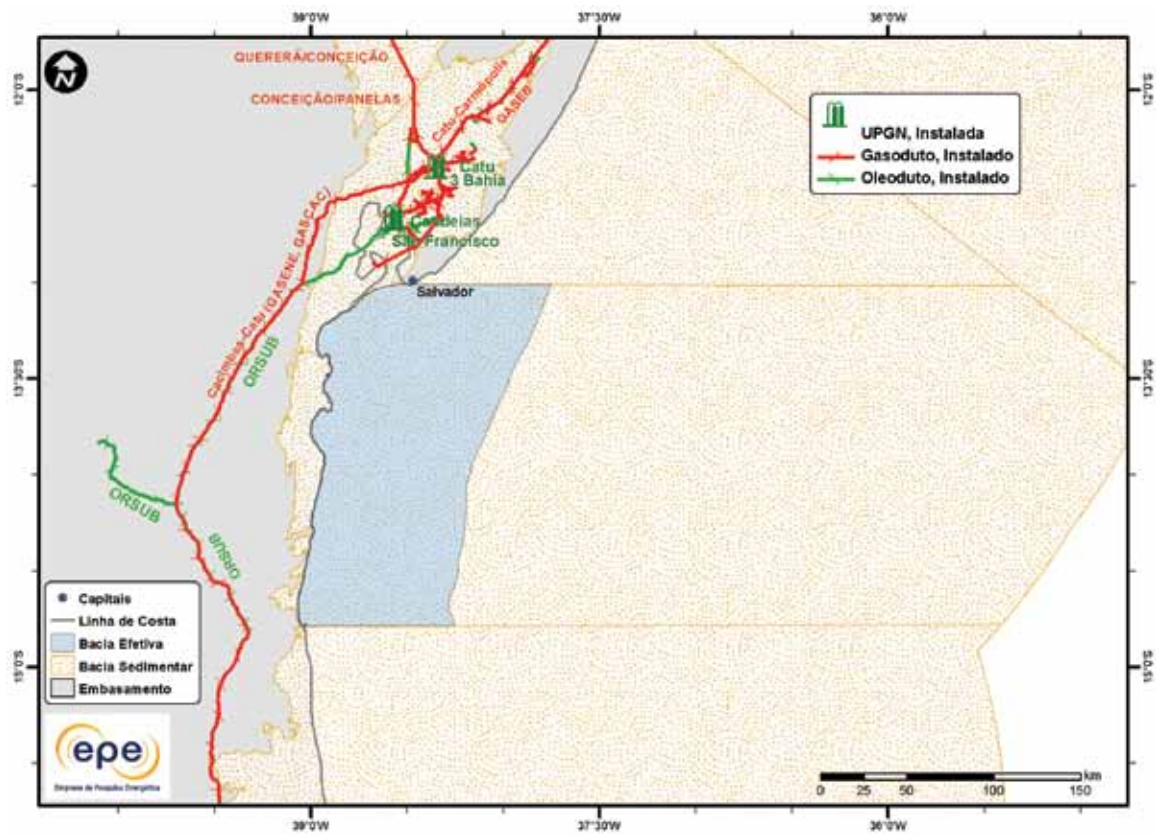 39°0'W
37°30'W
36°0'W
12°0'S
12°0'S
N
QUERERÁ/CONCEIÇÃO
CONCEIÇÃO/PANELAS
Catu-Carmópolis
GASEB
Catu
3 Bahia
Candeias
São Francisco
Salvador
Cacimbas-Catu (GASENE, GASCAC)
ORSUB
13°30'S
13°30'S
ORSUB
ORSUB
UPGN, Instalada
Gasoduto, Instalado
Oleoduto, Instalado
Capitais
Linha de Costa
Bacia Efetiva
Bacia Sedimentar
Embasamento
15°0'S
15°0'S
epe
Empresa de Pesquisa Energética
km
0 25 50 100 150
39°0'W
37°30'W
36°0'W